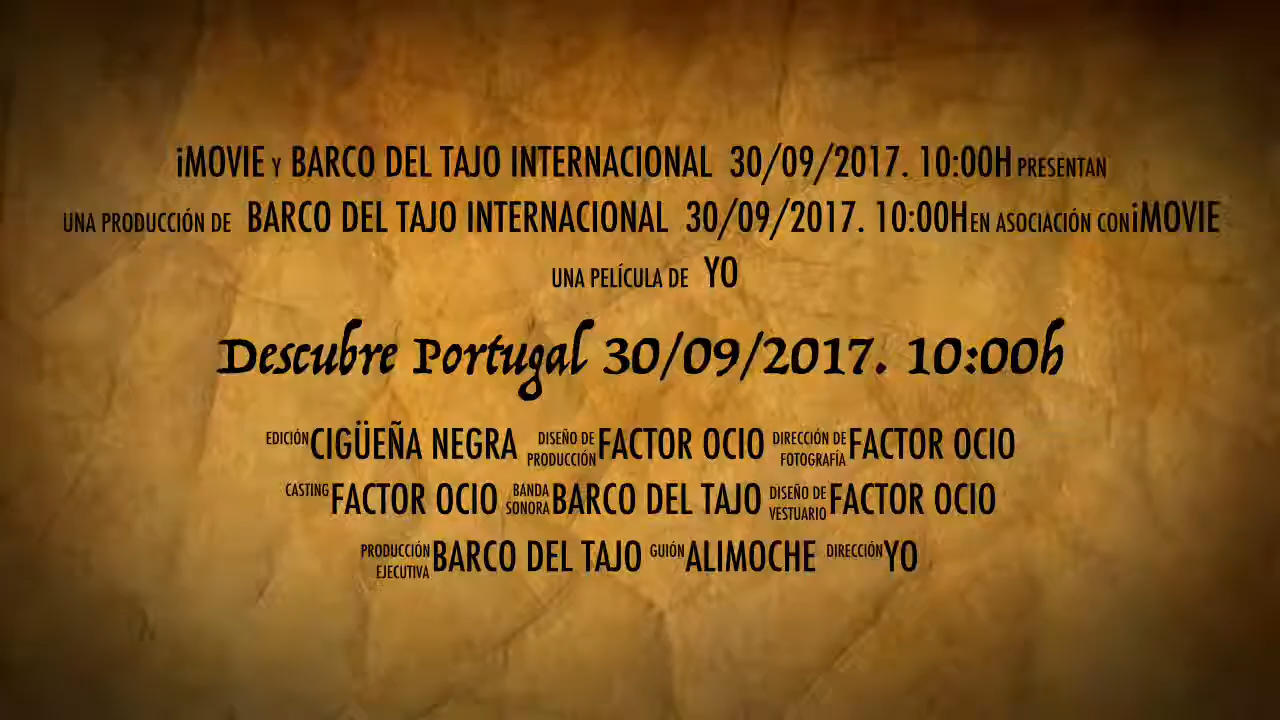 iMOVIE Y BARCO DEL TAJO INTERNACIONAL 30/09/2017. 10:00H PRESENTAN
UNA PRODUCCIÓN DE BARCO DEL TAJO INTERNACIONAL 30/09/2017. 10:00H EN ASOCIACIÓN CON iMOVIE
UNA PELÍCULA DE YO
Descubre Portugal 30/09/2017. 10:00h
EDICIÓN CIGÜEÑA NEGRA DISEÑO DE PRODUCCIÓN FACTOR OCIO DIRECCIÓN DE FOTOGRAFÍA FACTOR OCIO
CASTING FACTOR OCIO BANDA SONORA BARCO DEL TAJO DISEÑO DE VESTUARIO FACTOR OCIO
PRODUCCIÓN EJECUTIVA BARCO DEL TAJO GUIÓN ALIMOCHE DIRECCIÓN YO